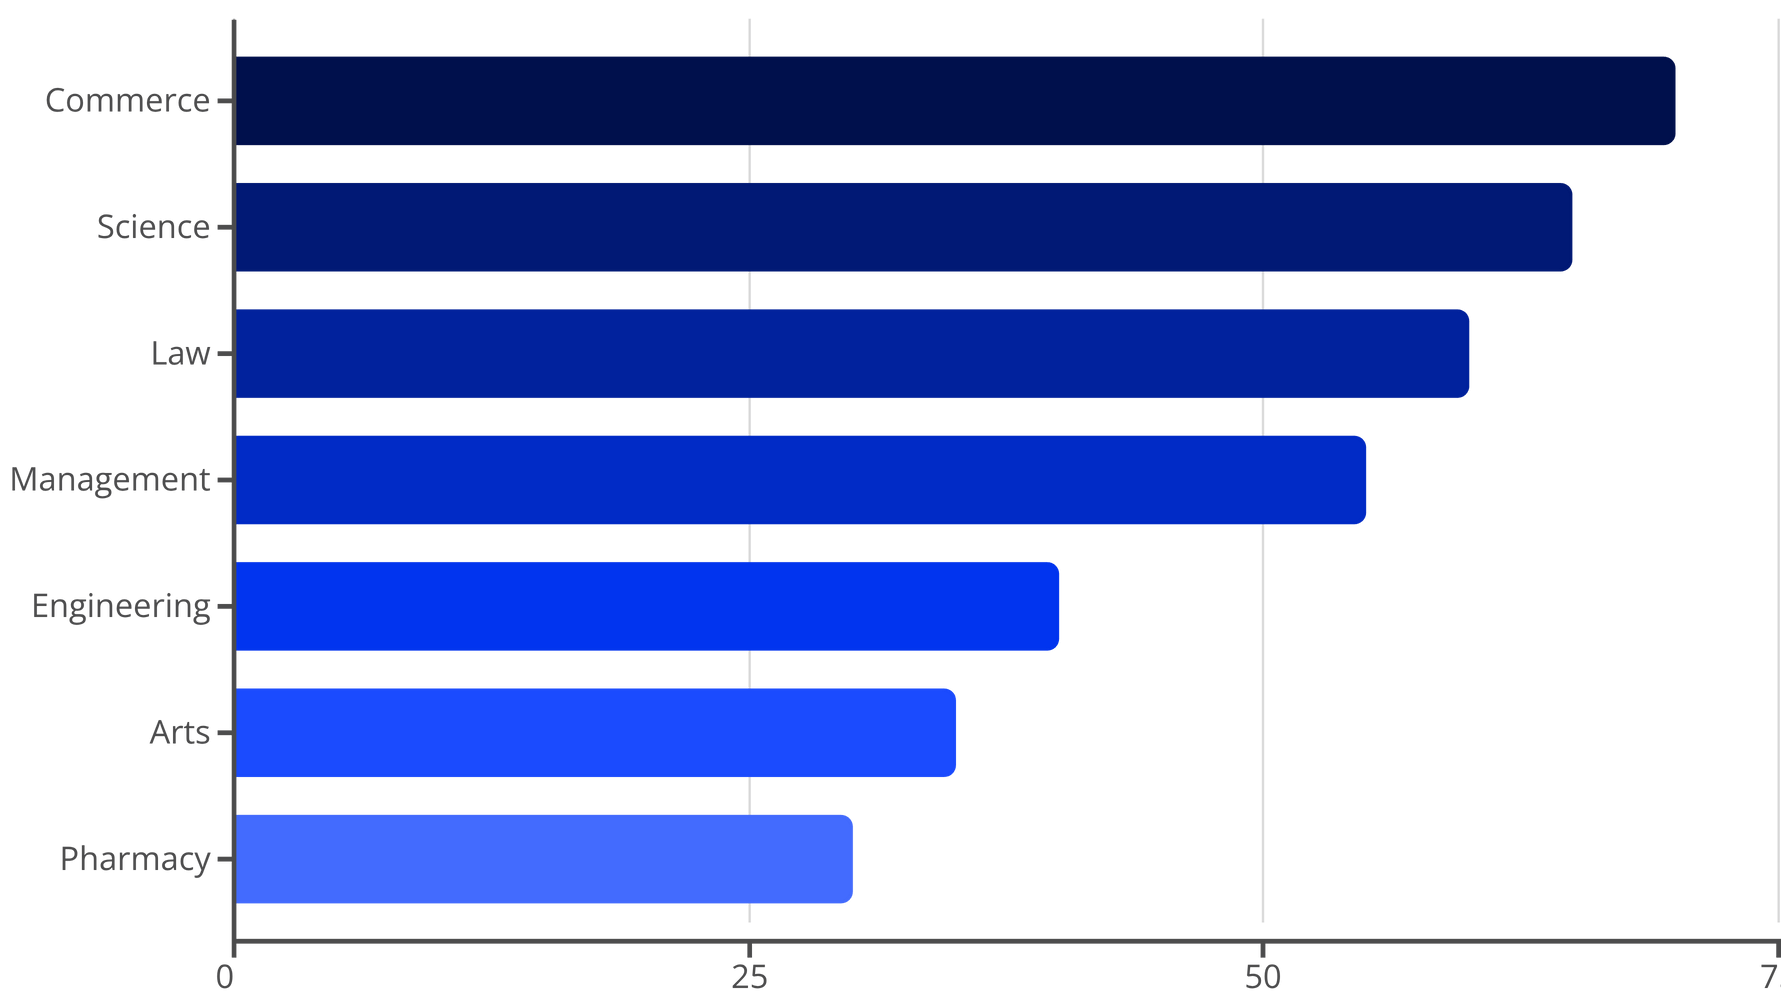 Commerce
Science
Law
Management
Engineering
Arts
Pharmacy
0 25 50